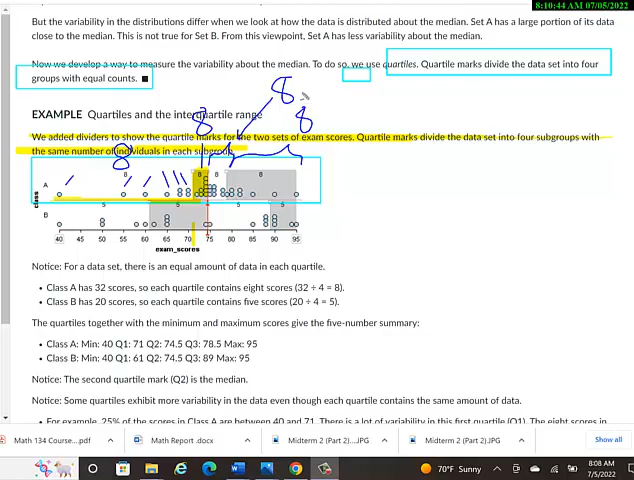 8:10:44 AM 07/05/2022
But the variability in the distributions differ when we look at how the data is distributed about the median. Set A has a large portion of its data
close to the median. This is not true for Set B. From this viewpoint, Set A has less variability about the median.
Now we develop a way to measure the variability about the median. To do so, we use quartiles. Quartile marks divide the data set into four
groups with equal counts. ■
8
EXAMPLE Quartiles and the interquartile range
8 8
We added dividers to show the quartile marks for the two sets of exam scores. Quartile marks divide the data set into four subgroups with
the same number of individuals in each subgroup.
8
8 8 8 8
A
class
5 5 5 5
B
40 45 50 55 60 65 70 75 80 85 90 95
exam_scores
Notice: For a data set, there is an equal amount of data in each quartile.
• Class A has 32 scores, so each quartile contains eight scores (32 ÷ 4 = 8).
• Class B has 20 scores, so each quartile contains five scores (20 ÷ 4 = 5).
The quartiles together with the minimum and maximum scores give the five-number summary:
• Class A: Min: 40 Q1: 71 Q2: 74.5 Q3: 78.5 Max: 95
• Class B: Min: 40 Q1: 61 Q2: 74.5 Q3: 89 Max: 95
Notice: The second quartile mark (Q2) is the median.
Notice: Some quartiles exhibit more variability in the data even though each quartile contains the same amount of data.
• For example, 25% of the scores in Class A are between 40 and 71. There is a lot of variability in this first quartile (Q1). The eight scores in
Math 134 Course....pdf
Math Report .docx
Midterm 2 (Part 2)....JPG
Midterm 2 (Part 2).JPG
Show all
70°F Sunny
8:08 AM
7/5/2022